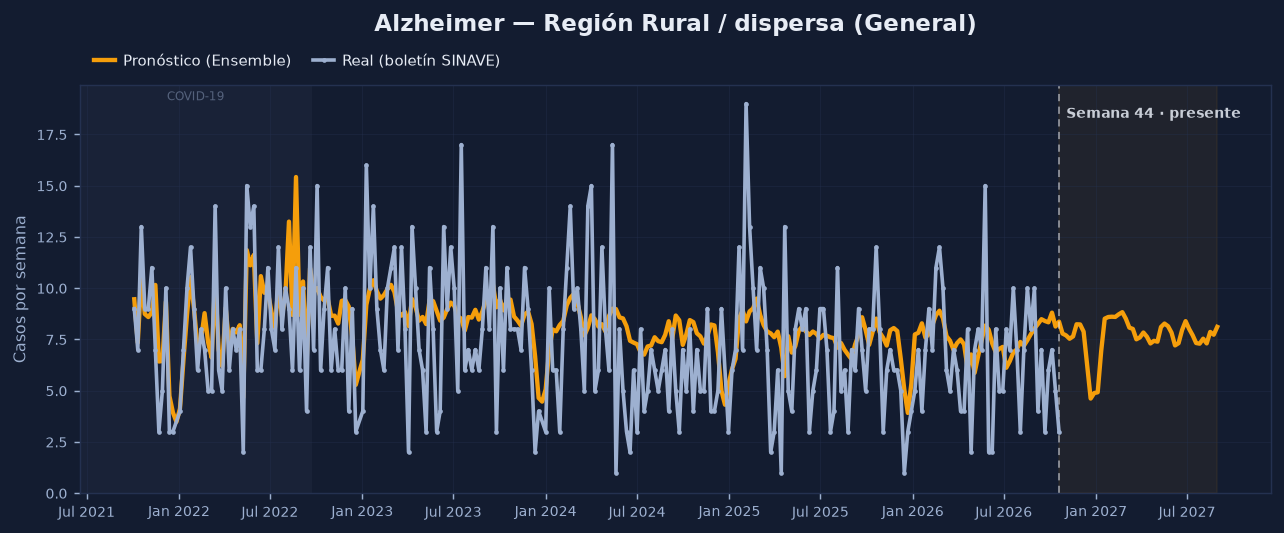 Alzheimer — Región Rural / dispersa (General)
Pronóstico (Ensemble)
Real (boletín SINAVE)
COVID-19
Semana 44 · presente
Casos por semana
17.5
15.0
12.5
10.0
7.5
5.0
2.5
0.0
Jul 2021
Jan 2022
Jul 2022
Jan 2023
Jul 2023
Jan 2024
Jul 2024
Jan 2025
Jul 2025
Jan 2026
Jul 2026
Jan 2027
Jul 2027